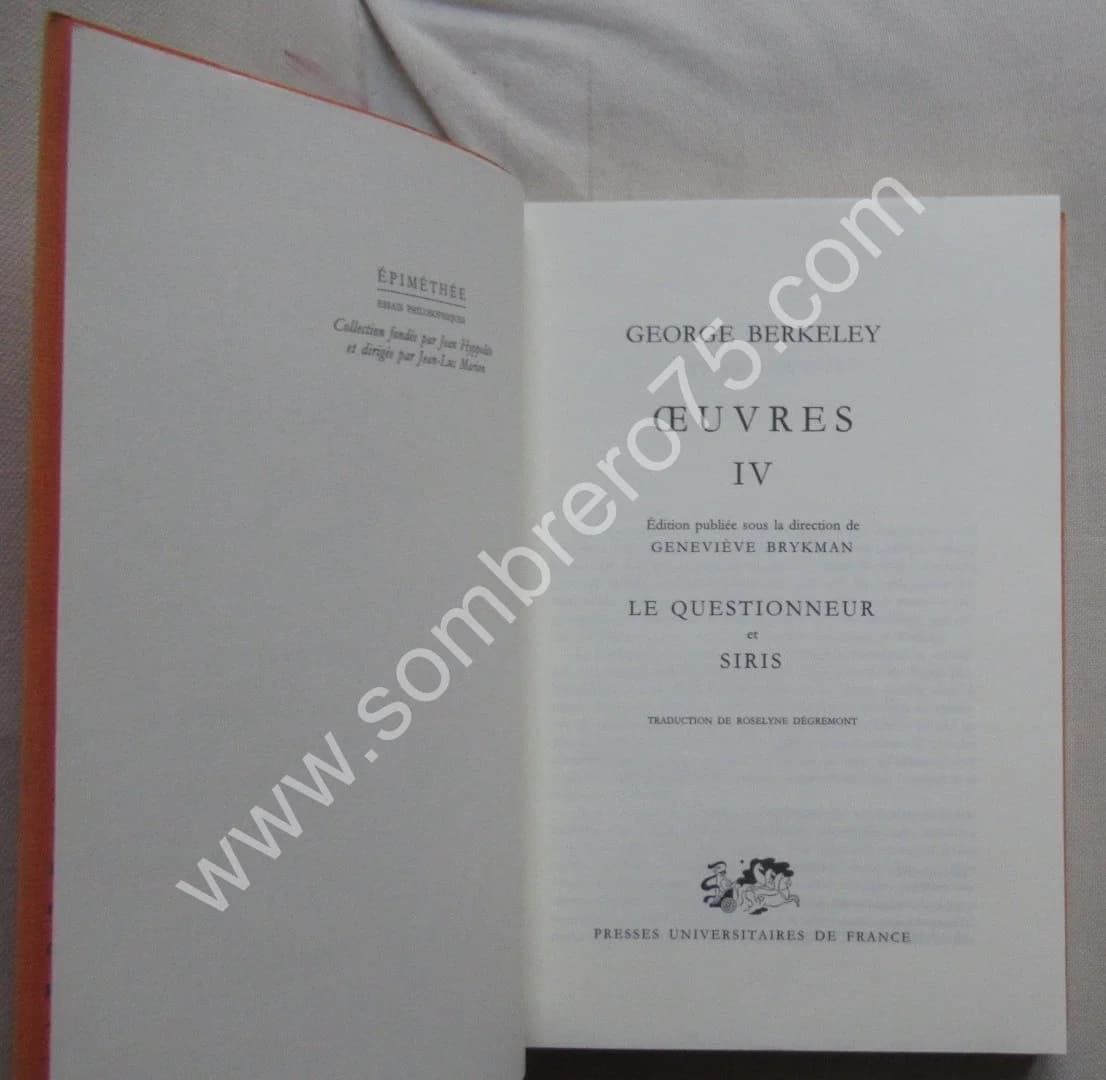 ÉPIMÉTHÉE
ESSAIS PHILOSOPHIQUES
Collection fondée par Jean Hyppolite
et dirigée par Jean-Luc Marion
GEORGE BERKELEY
ŒUVRES
IV
Édition publiée sous la direction de
GENEVIÈVE BRYKMAN
LE QUESTIONNEUR
et
SIRIS
TRADUCTION DE ROSELYNE DÉGREMONT
PRESSES UNIVERSITAIRES DE FRANCE
www.sombrero75.com